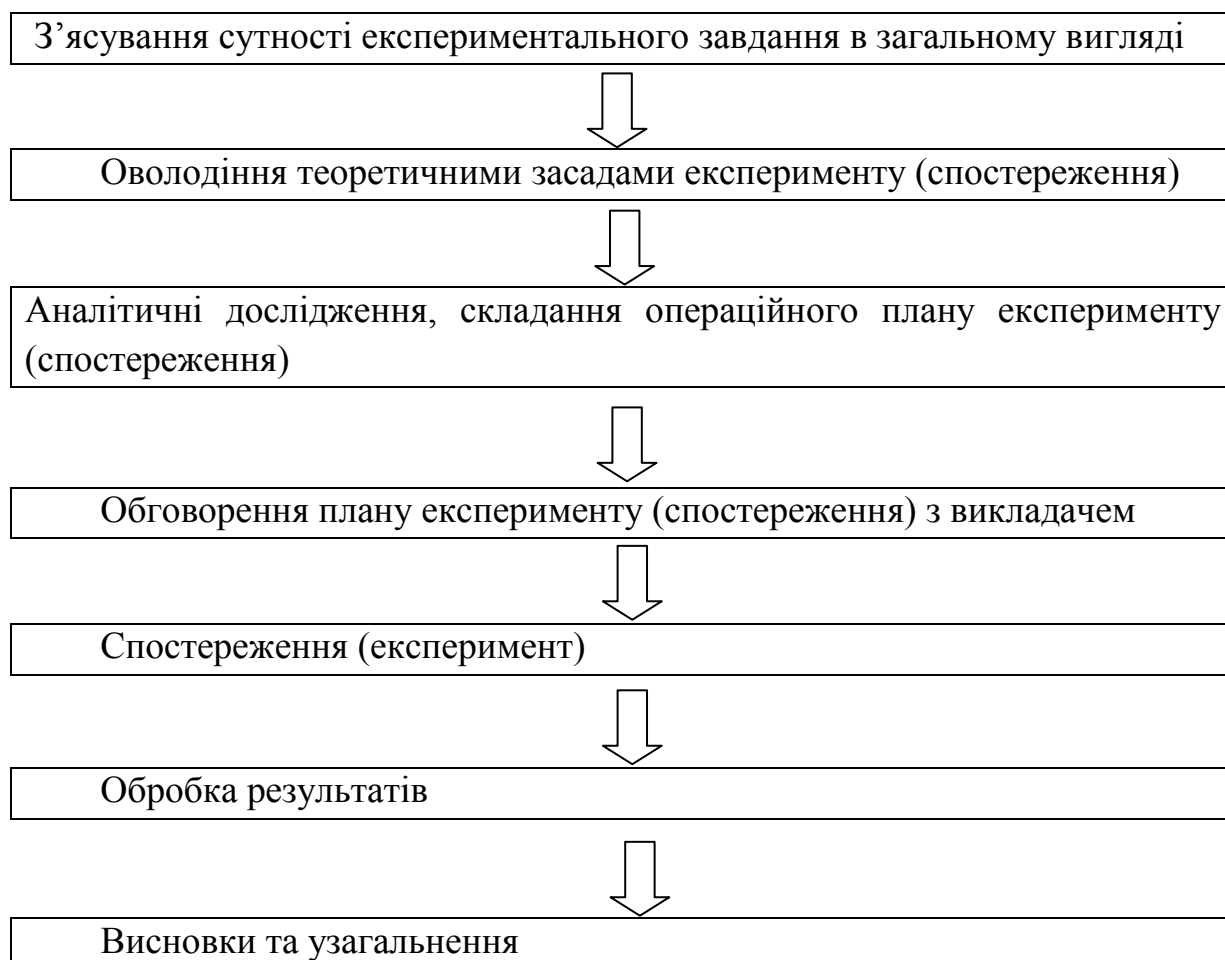 З’ясування сутності експериментального завдання в загальному вигляді
Оволодіння теоретичними засадами експерименту (спостереження)
Аналітичні дослідження, складання операційного плану експерименту
(спостереження)
Обговорення плану експерименту (спостереження) з викладачем
Спостереження (експеримент)
Обробка результатів
Висновки та узагальнення